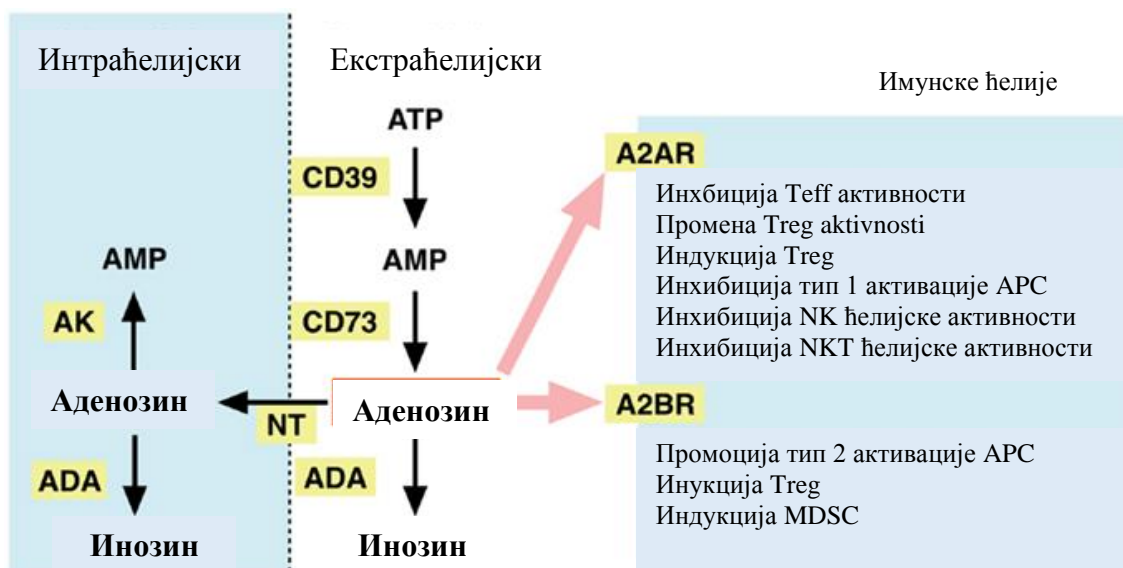 Интраћелијски
Екстраћелијски
Имунске ћелије
ATP
CD39
AMP
CD73
Аденозин
NT
ADA
Инозин
AMP
AK
Аденозин
ADA
Инозин
A2AR
Инхбиција Teff активности
Промена Treg aktivnosti
Индукција Treg
Инхибиција тип 1 активације APC
Инхибиција NK ћелијске активности
Инхибиција NKT ћелијске активности
A2BR
Промоција тип 2 активације APC
Инукција Treg
Индукција MDSC